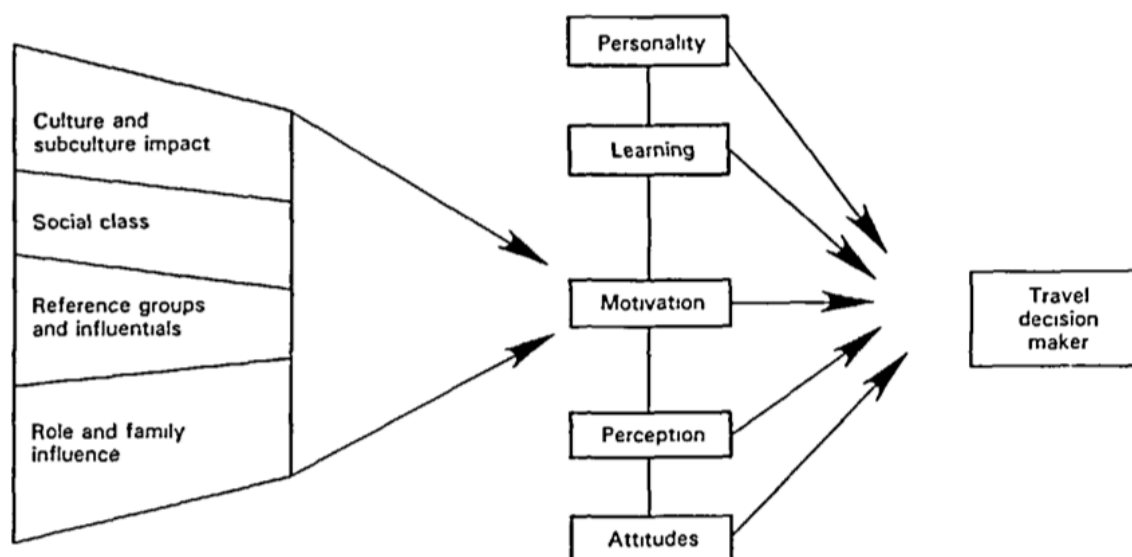 Culture and
subculture impact
Social class
Reference groups
and influentials
Role and family
influence
Personality
Learning
Motivation
Perception
Attitudes
Travel
decision
maker